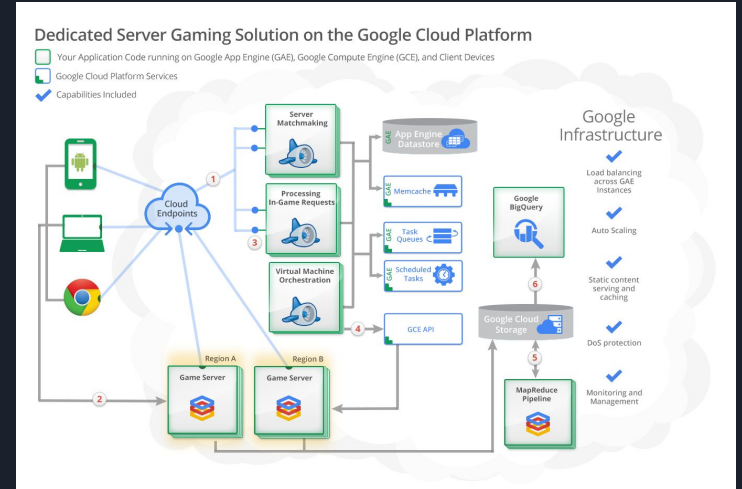 Dedicated Server Gaming Solution on the Google Cloud Platform
Your Application Code running on Google App Engine (GAE), Google Compute Engine (GCE), and Client Devices
Google Cloud Platform Services
Capabilities Included
Server
Matchmaking
GAE
App Engine
Datastore
Google
Infrastructure
Load balancing
across GAE
Instances
1
Cloud
Endpoints
Processing
In-Game Requests
GAE
Memcache
Google
BigQuery
Auto Scaling
3
GAE
Task
Queues
Virtual Machine
Orchestration
GAE
Scheduled
Tasks
6
Static content
serving and
caching
4
GCE API
Google Cloud
Storage
DoS protection
5
Region A
Region B
Game Server
Game Server
MapReduce
Pipeline
Monitoring and
Management
2